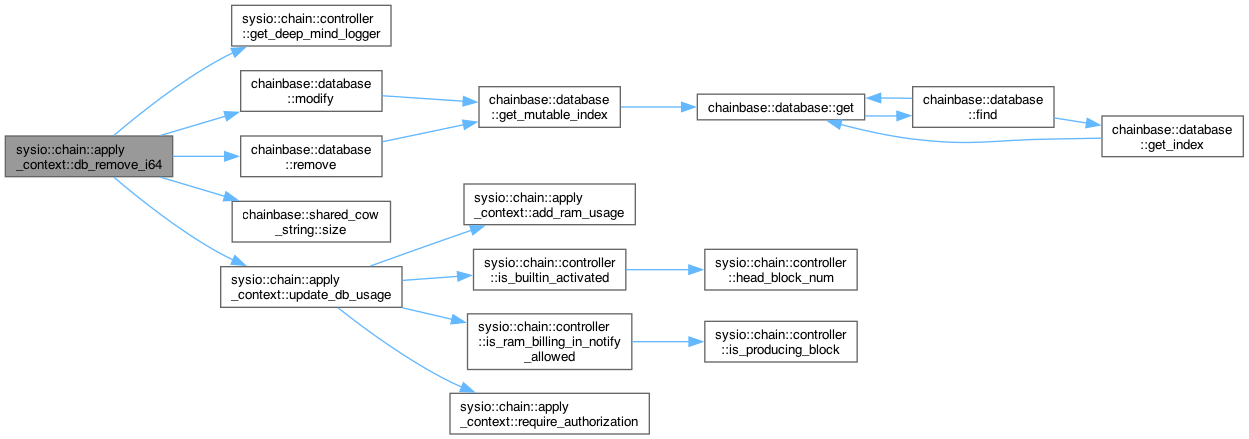 sysio::chain::controller
::get_deep_mind_logger
chainbase::database
::modify
chainbase::database
::get_mutable_index
chainbase::database::get
chainbase::database
::find
chainbase::database
::get_index
sysio::chain::apply
_context::db_remove_i64
chainbase::database
::remove
chainbase::shared_cow
_string::size
sysio::chain::apply
_context::add_ram_usage
sysio::chain::apply
_context::update_db_usage
sysio::chain::controller
::is_builtin_activated
sysio::chain::controller
::head_block_num
sysio::chain::controller
::is_ram_billing_in_notify
_allowed
sysio::chain::controller
::is_producing_block
sysio::chain::apply
_context::require_authorization